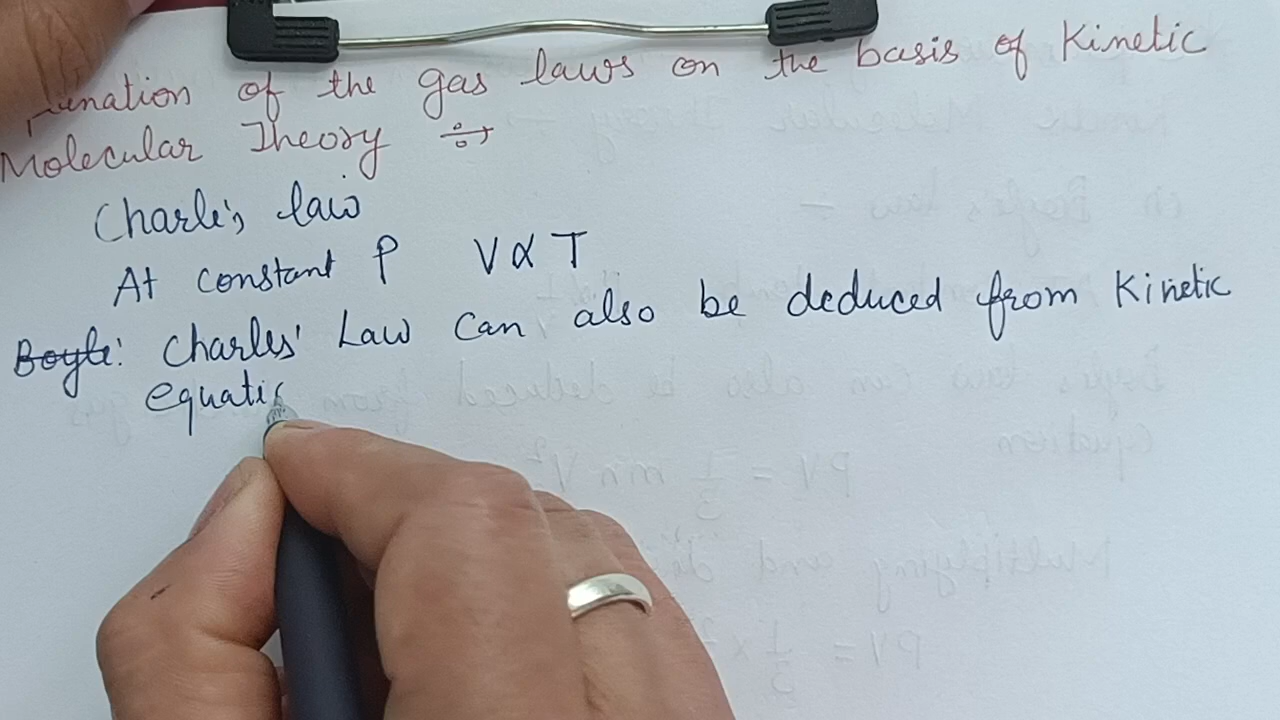 of the gas laws on the basis of Kinetic
Molecular Theory
Charle's law
At constant P V ∝ T
Boyle: Charles' Law can also be deduced from Kinetic
equati